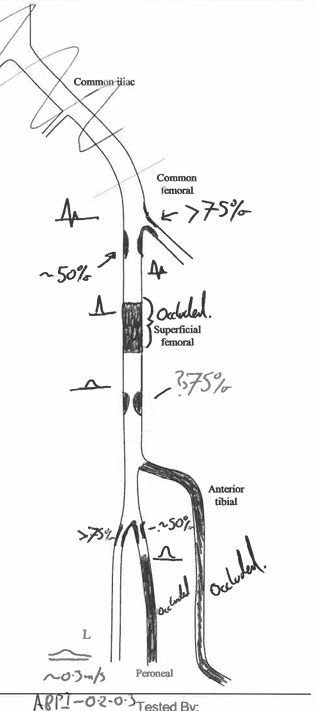 Common iliac
Common
femoral
>75%
~50%
Occluded.
Superficial
femoral
?75%
Anterior
tibial
>75%
~50%
Occluded
Occluded.
L
~0.3m/s
Peroneal
ABPI-0.2-0.3
Tested By: